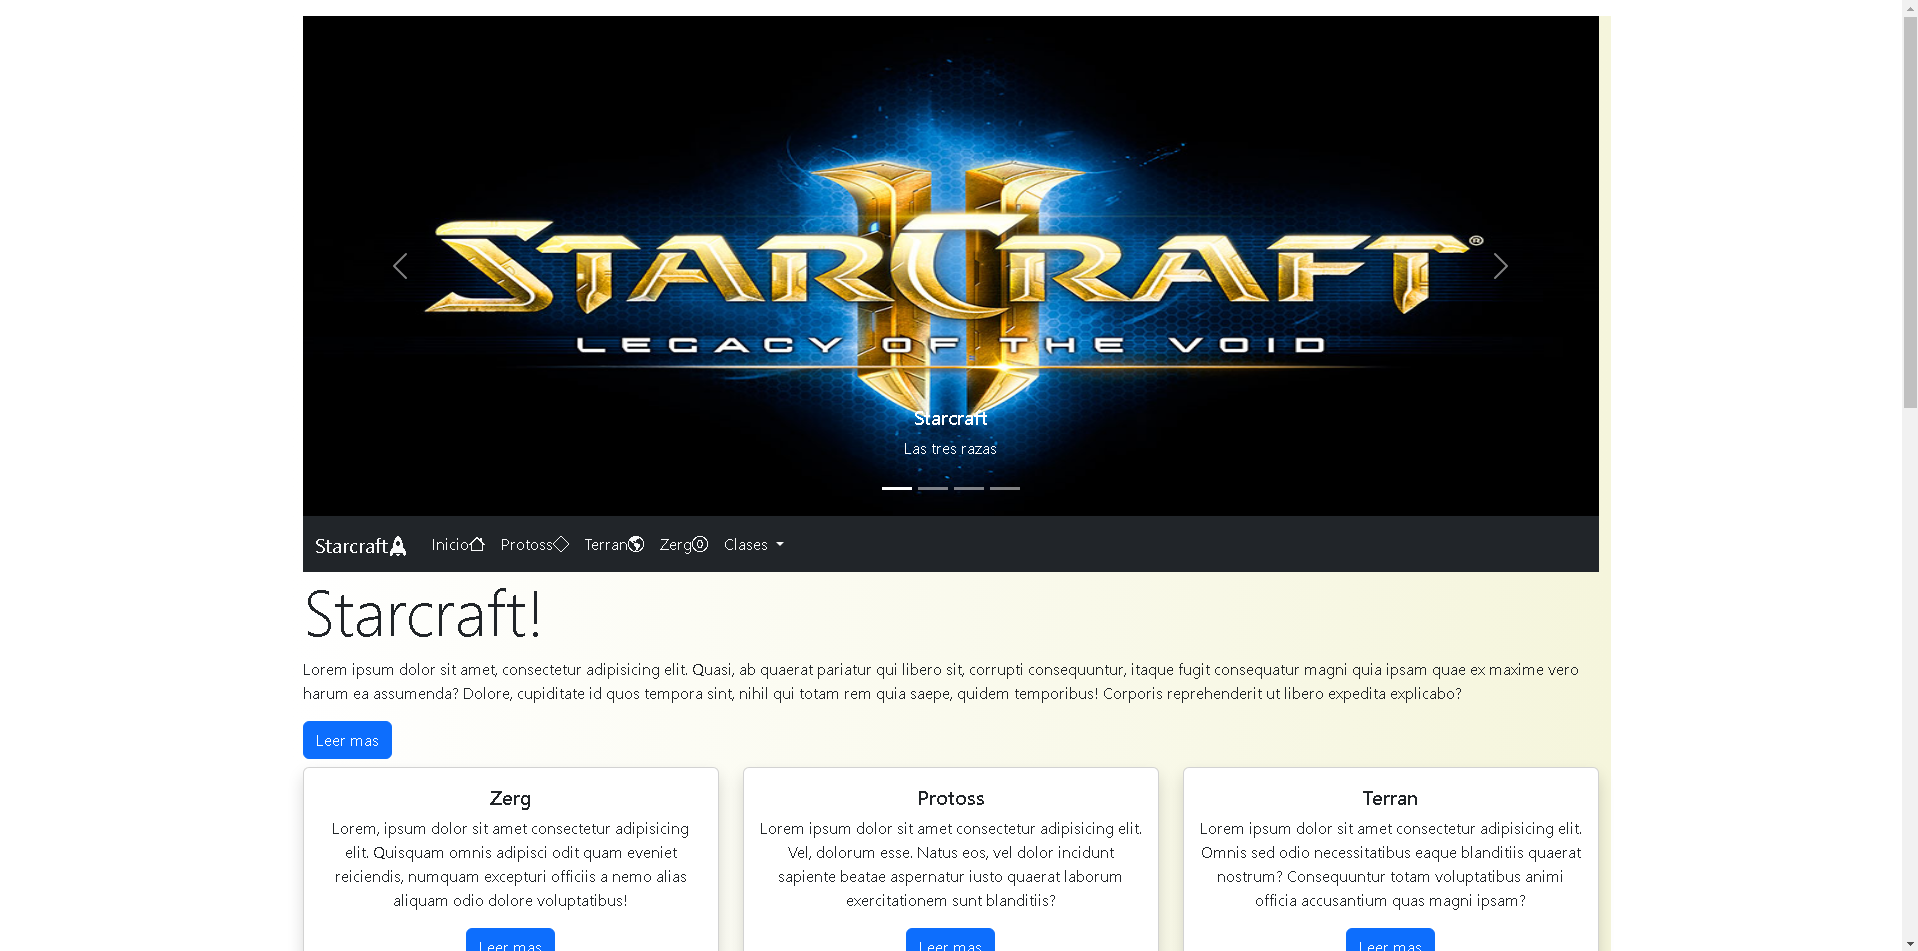 STARCRAFT®
II
LEGACY OF THE VOID
Starcraft
Las tres razas
Starcraft Inicio Protoss Terran Zerg Clases
Starcraft!
Lorem ipsum dolor sit amet, consectetur adipisicing elit. Quasi, ab quaerat pariatur qui libero sit, corrupti consequuntur, itaque fugit consequatur magni quia ipsam quae ex maxime vero
harum ea assumenda? Dolore, cupiditate id quos tempora sint, nihil qui totam rem quia saepe, quidem temporibus! Corporis reprehenderit ut libero expedita explicabo?
Leer mas
Zerg
Lorem, ipsum dolor sit amet consectetur adipisicing
elit. Quisquam omnis adipisci odit quam eveniet
reiciendis, numquam excepturi officiis a nemo alias
aliquam odio dolore voluptatibus!
Leer mas
Protoss
Lorem ipsum dolor sit amet consectetur adipisicing elit.
Vel, dolorum esse. Natus eos, vel dolor incidunt
sapiente beatae aspernatur iusto quaerat laborum
exercitationem sunt blanditiis?
Leer mas
Terran
Lorem ipsum dolor sit amet consectetur adipisicing elit.
Omnis sed odio necessitatibus eaque blanditiis quaerat
nostrum? Consequuntur totam voluptatibus animi
officia accusantium quas magni ipsam?
Leer mas